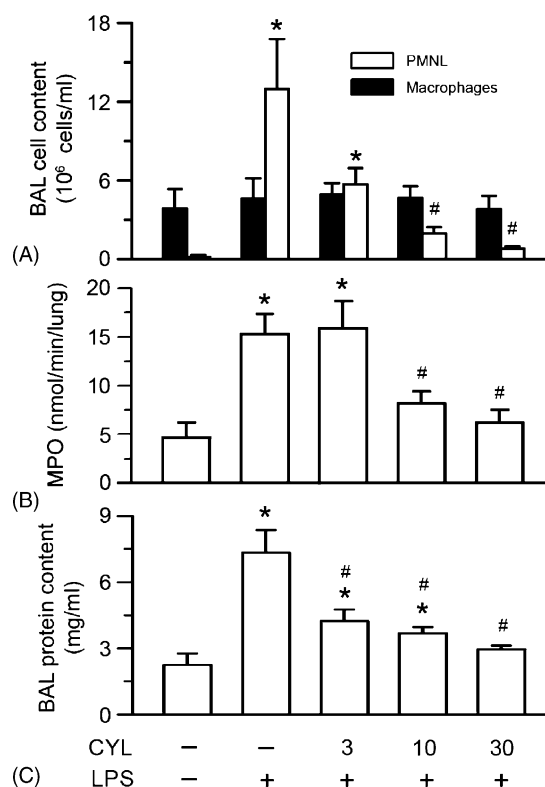 18
12
6
0
BAL cell content
(10⁶ cells/ml)
PMNL
Macrophages
*
*
#
#
(A)
20
15
10
5
0
MPO (nmol/min/lung)
*
*
#
#
(B)
9
6
3
0
BAL protein content
(mg/ml)
*
#
*
#
*
#
CYL – – 3 10 30
LPS – + + + +
(C)